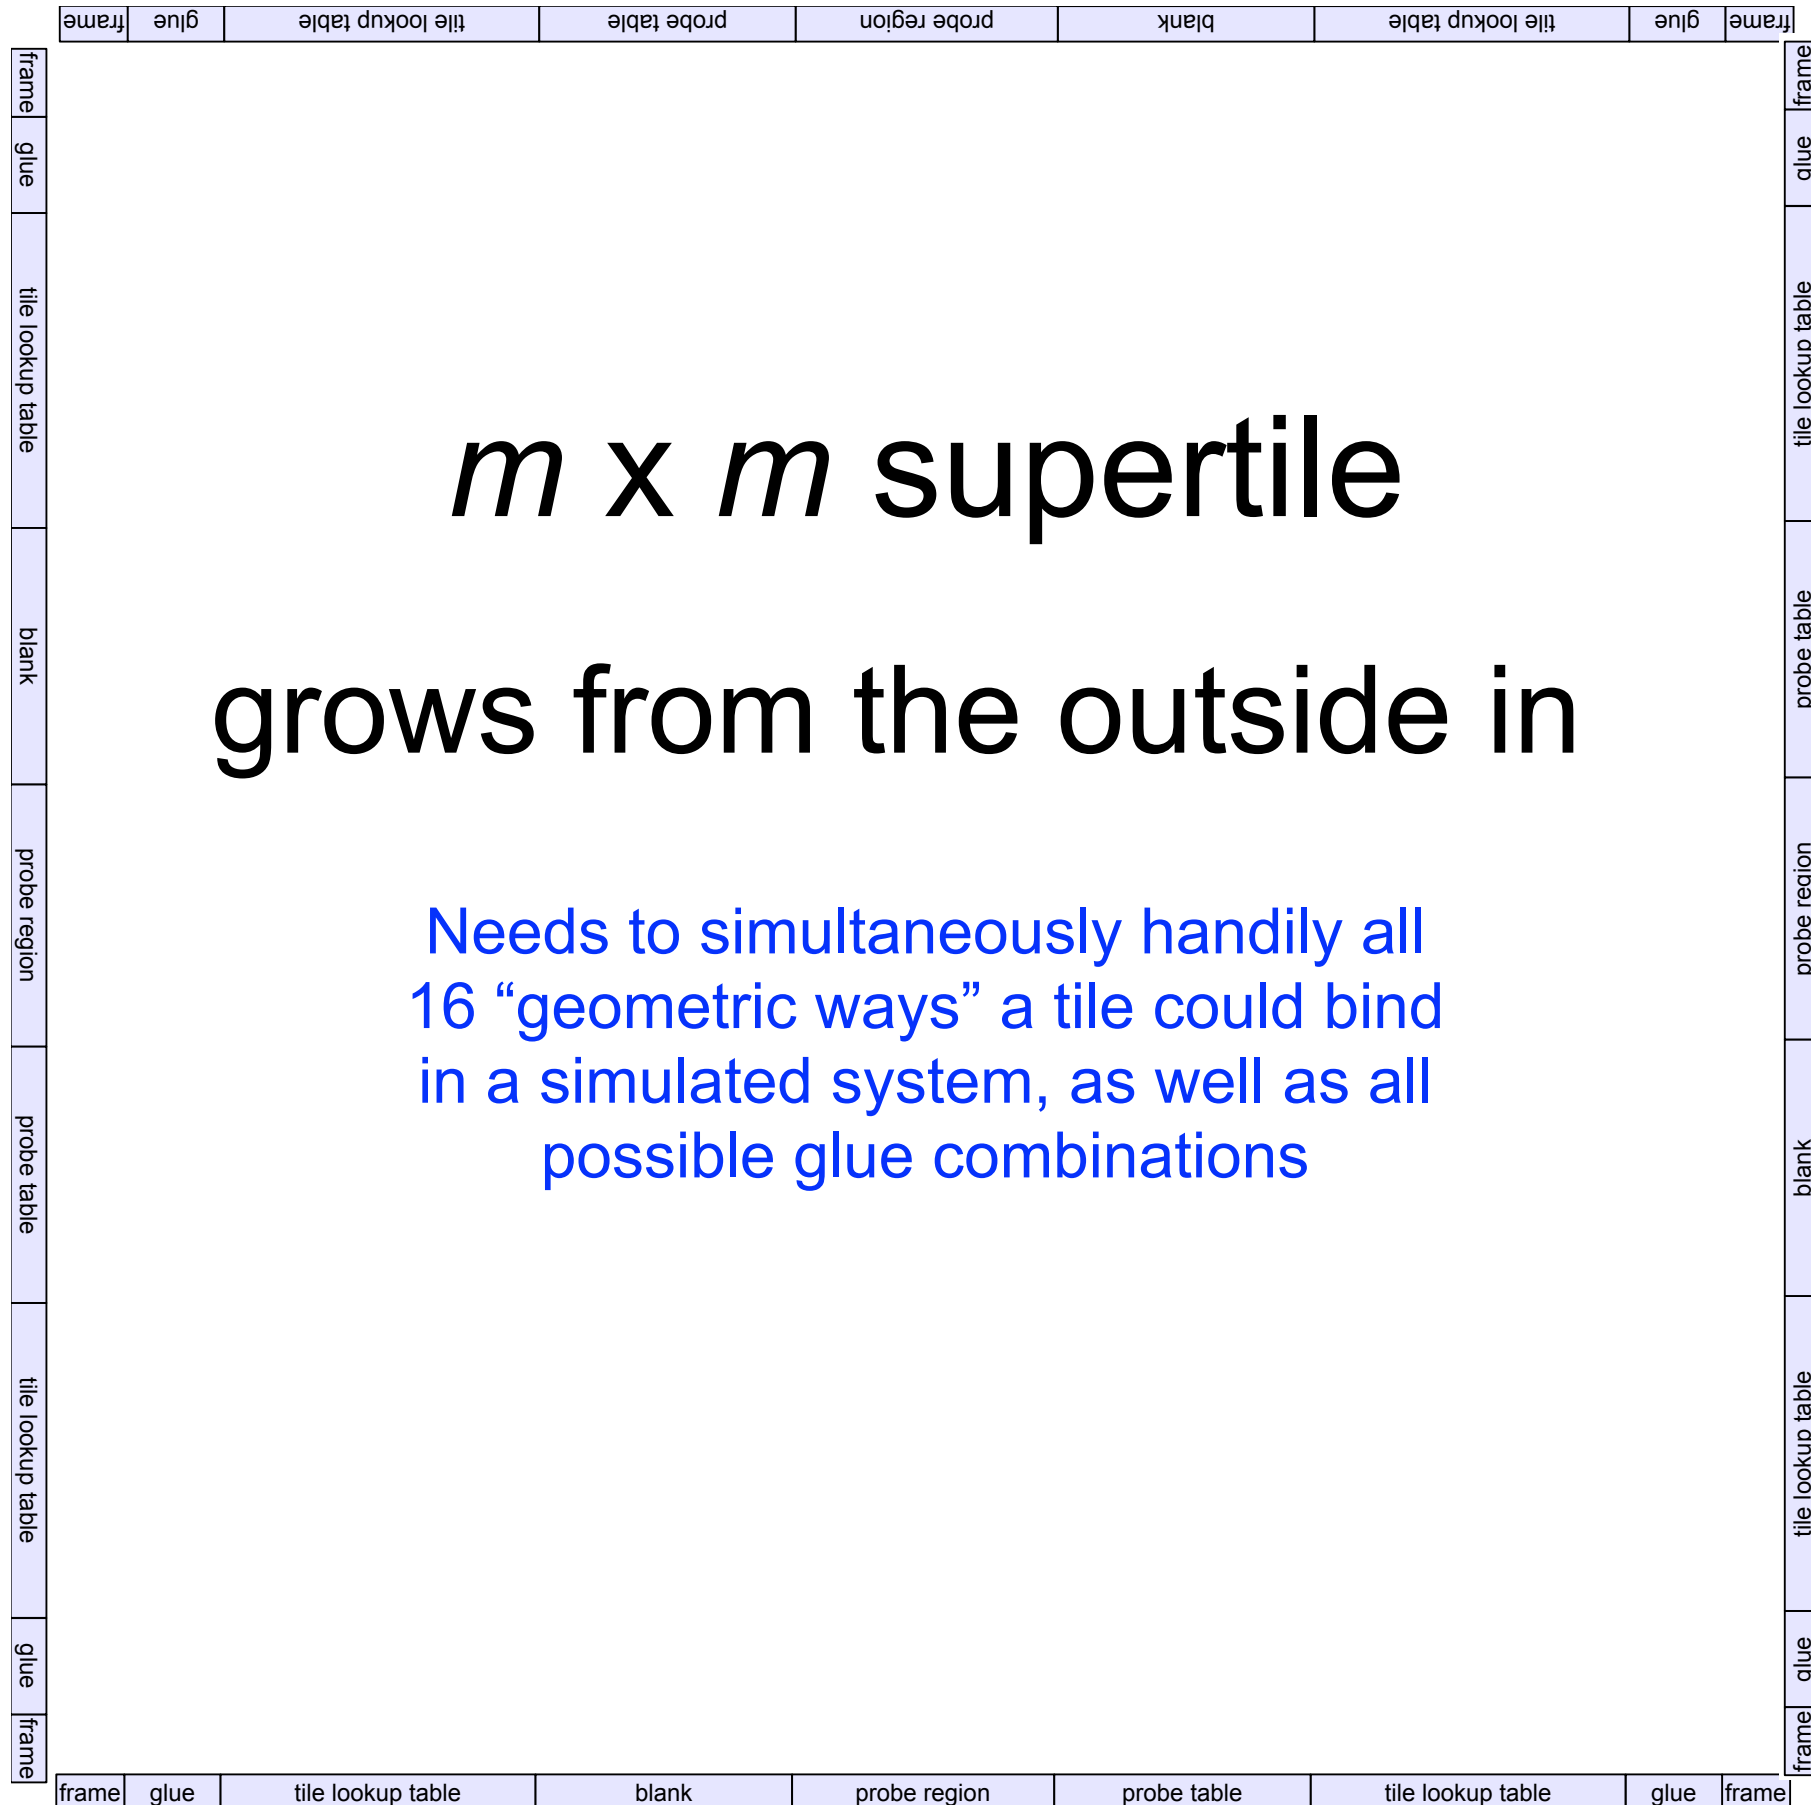 frame glue tile lookup table probe table probe region blank tile lookup table glue frame
frame glue tile lookup table blank probe region probe table tile lookup table glue frame
m x m supertile
grows from the outside in
Needs to simultaneously handily all
16 “geometric ways” a tile could bind
in a simulated system, as well as all
possible glue combinations
frame glue tile lookup table probe table probe region blank tile lookup table glue frame
frame glue tile lookup table blank probe region probe table tile lookup table glue frame